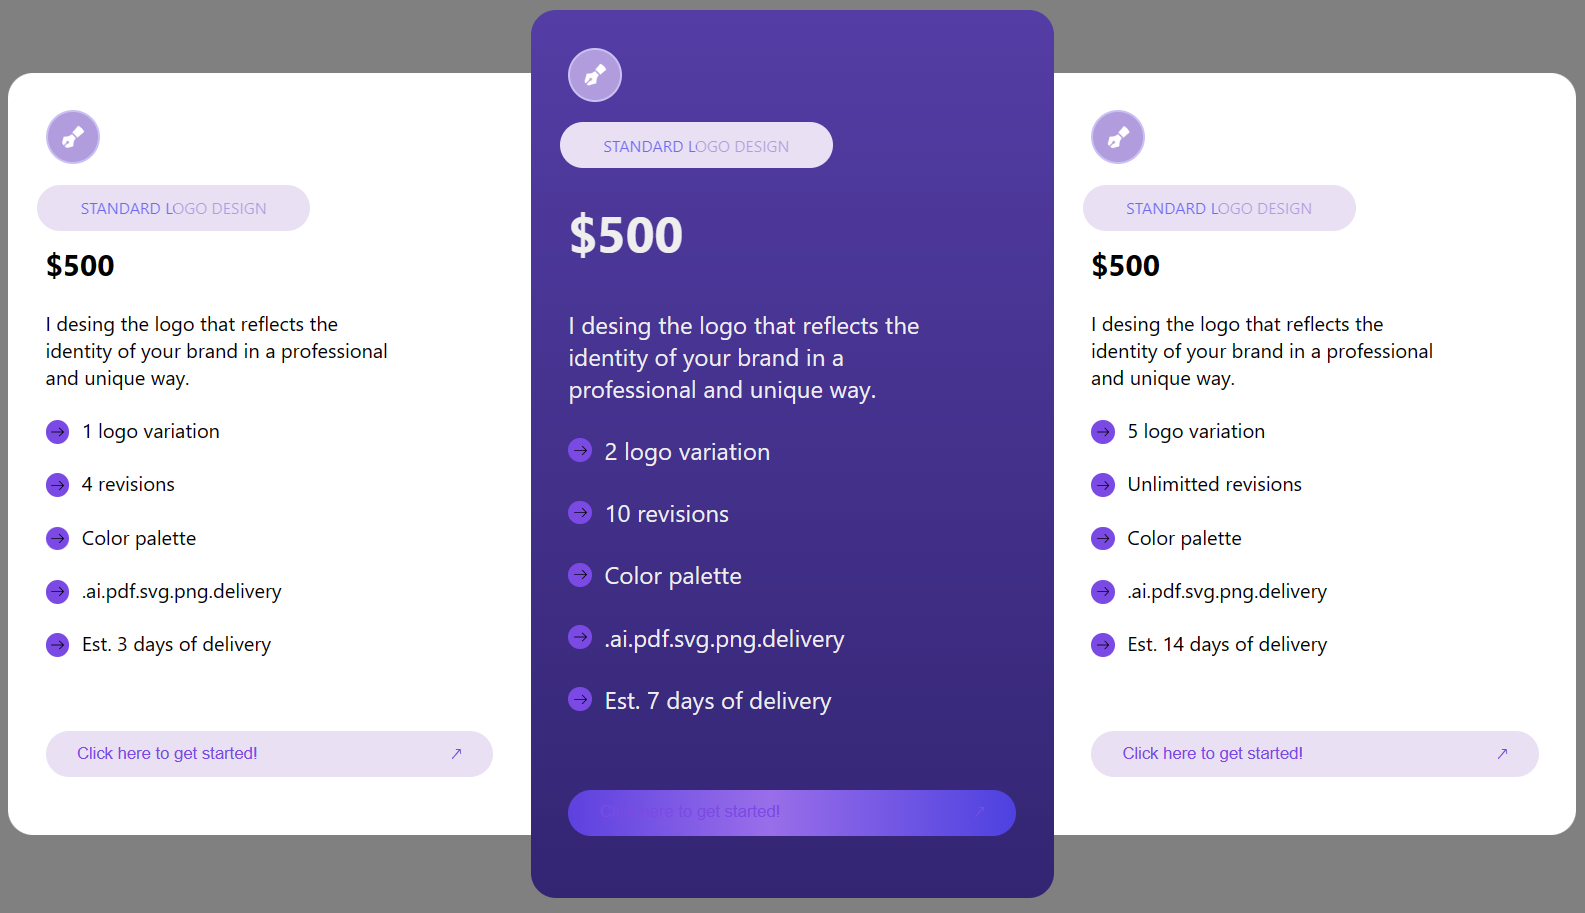 STANDARD LOGO DESIGN
$500
I desing the logo that reflects the
identity of your brand in a professional
and unique way.
1 logo variation
4 revisions
Color palette
.ai.pdf.svg.png.delivery
Est. 3 days of delivery
Click here to get started!
STANDARD LOGO DESIGN
$500
I desing the logo that reflects the
identity of your brand in a
professional and unique way.
2 logo variation
10 revisions
Color palette
.ai.pdf.svg.png.delivery
Est. 7 days of delivery
Click here to get started!
STANDARD LOGO DESIGN
$500
I desing the logo that reflects the
identity of your brand in a professional
and unique way.
5 logo variation
Unlimitted revisions
Color palette
.ai.pdf.svg.png.delivery
Est. 14 days of delivery
Click here to get started!